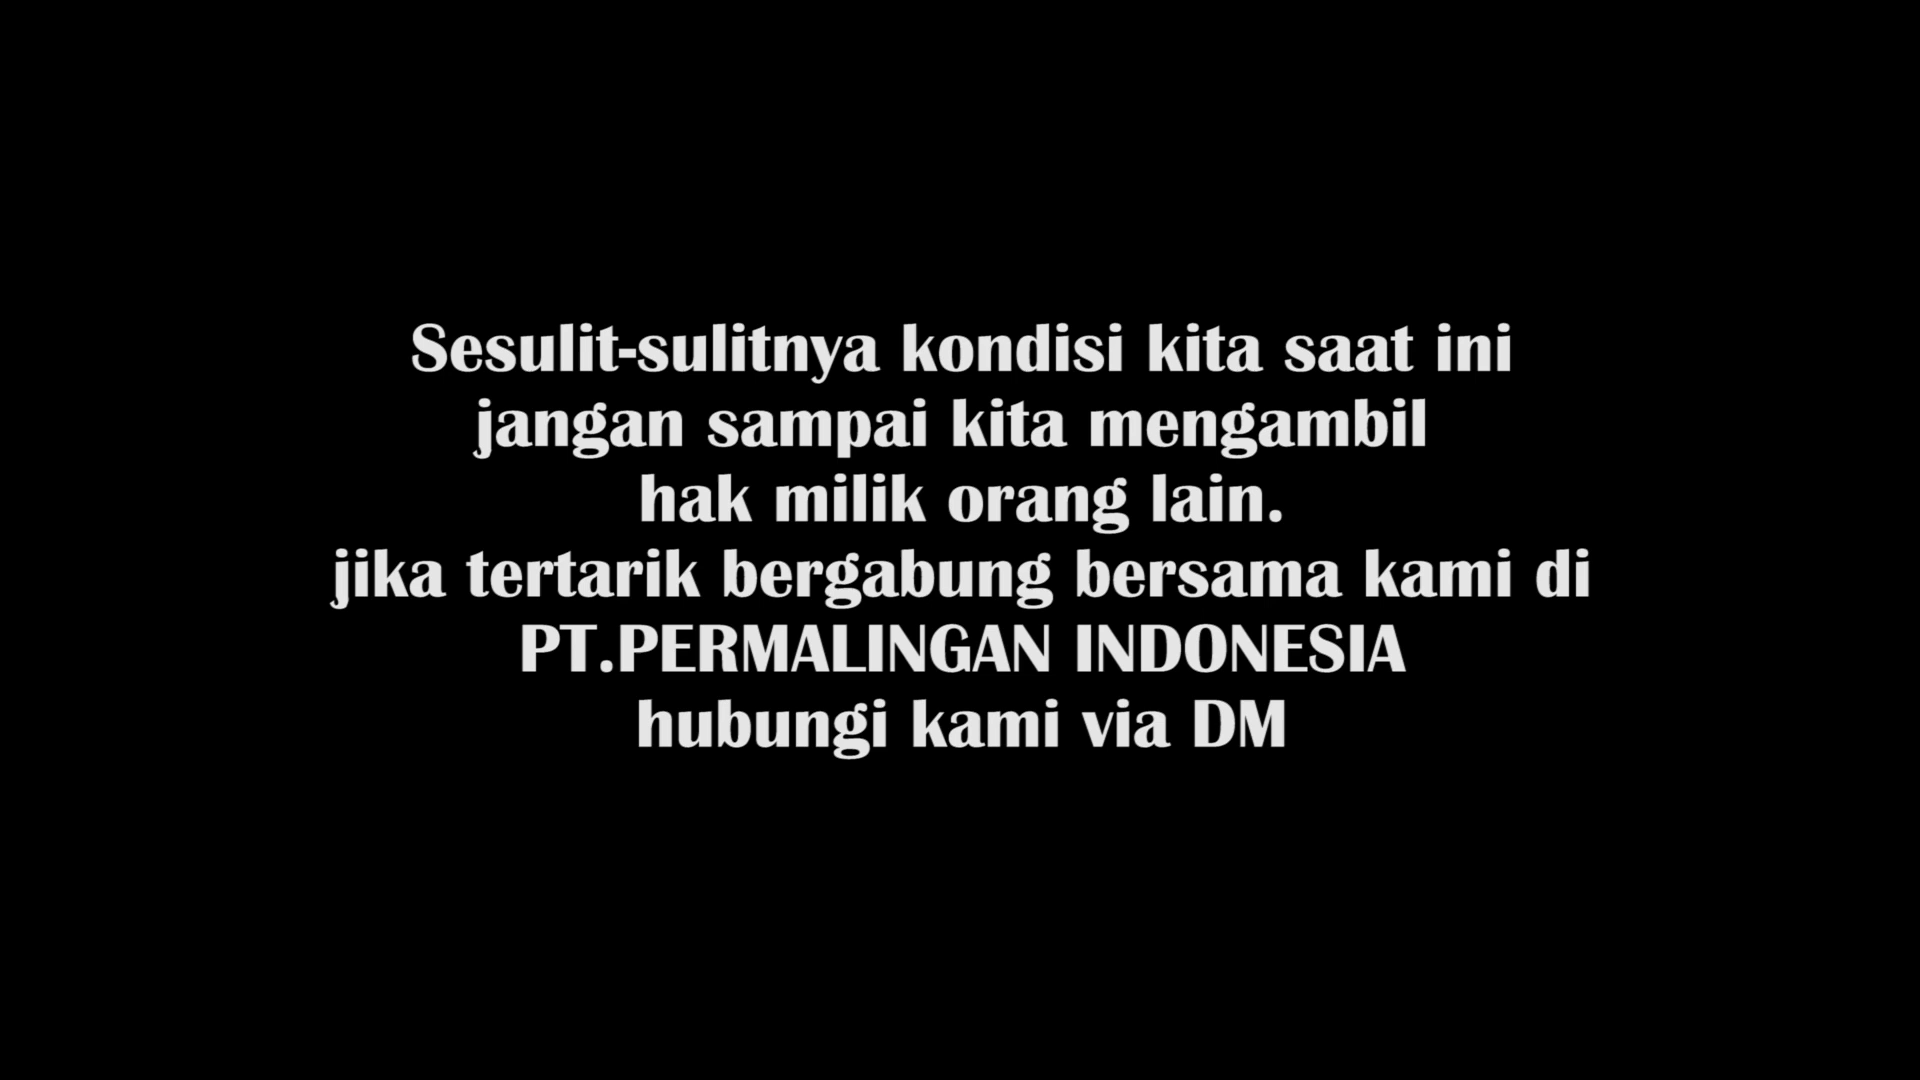 Sesulit-sulitnya kondisi kita saat ini
jangan sampai kita mengambil
hak milik orang lain.
jika tertarik bergabung bersama kami di
PT.PERMALINGAN INDONESIA
hubungi kami via DM